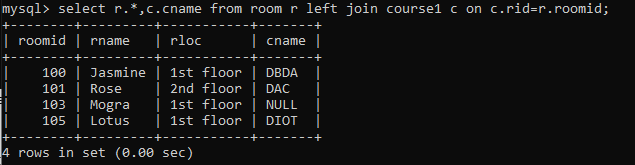 mysql> select r.*,c.cname from room r left join course1 c on c.rid=r.roomid;
+--------+---------+-----------+-------+
| roomid | rname   | rloc      | cname |
+--------+---------+-----------+-------+
|    100 | Jasmine | 1st floor | DBDA  |
|    101 | Rose    | 2nd floor | DAC   |
|    103 | Mogra   | 1st floor | NULL  |
|    105 | Lotus   | 1st floor | DIOT  |
+--------+---------+-----------+-------+
4 rows in set (0.00 sec)